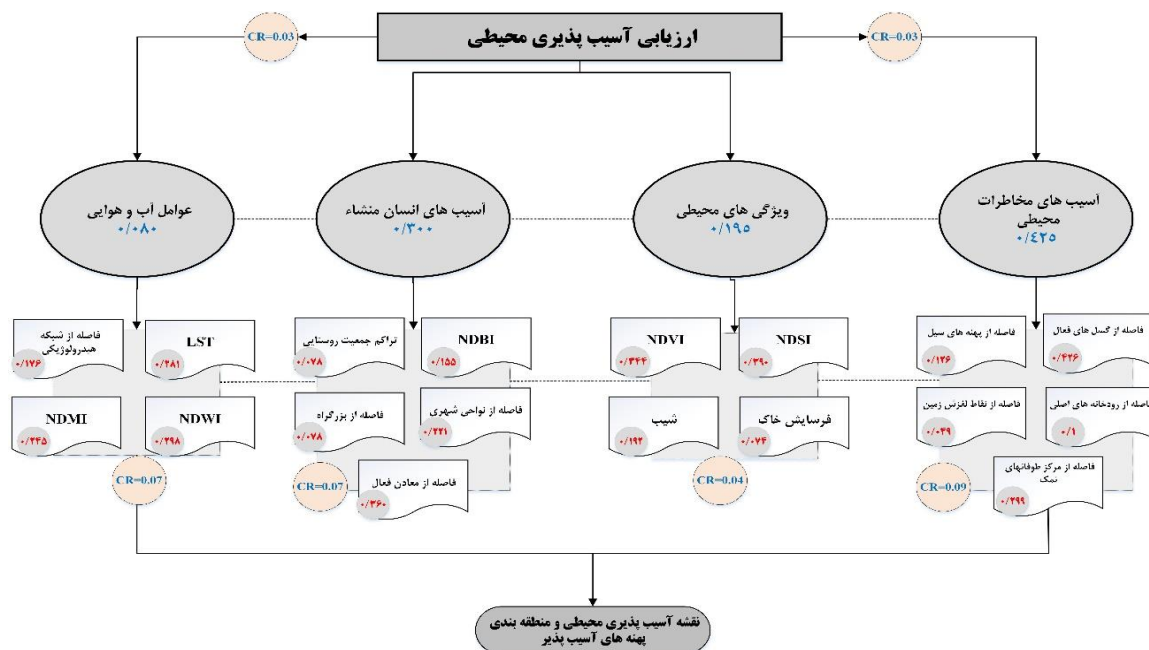 ارزیابی آسیب پذیری محیطی
CR=0.03
CR=0.03
آسیب های مخاطرات
محیطی
۰/۴۲۵
ویژگی های محیطی
۰/۱۹۵
آسیب های انسان منشاء
۰/۳۰۰
عوامل آب و هوایی
۰/۰۸۰
فاصله از گسل های فعال
۰/۴۲۶
فاصله از پهنه های سیل
۰/۱۲۶
فاصله از رودخانه های اصلی
۰/۱
فاصله از نقاط لغزش زمین
۰/۰۴۹
فاصله از مرکز طوفانهای
نمک
۰/۲۹۹
CR=0.09
NDSI
۰/۳۹۰
NDVI
۰/۳۴۴
فرسایش خاک
۰/۰۷۴
شیب
۰/۱۹۲
CR=0.04
NDBI
۰/۱۵۵
تراکم جمعیت روستایی
۰/۰۷۸
فاصله از نواحی شهری
۰/۲۲۱
فاصله از بزرگراه
۰/۰۷۸
فاصله از معادن فعال
۰/۳۶۰
CR=0.07
LST
۰/۲۸۱
فاصله از شبکه
هیدرولوژیکی
۰/۱۷۶
NDWI
۰/۲۹۸
NDMI
۰/۲۴۵
CR=0.07
نقشه آسیب پذیری محیطی و منطقه بندی
پهنه های آسیب پذیر